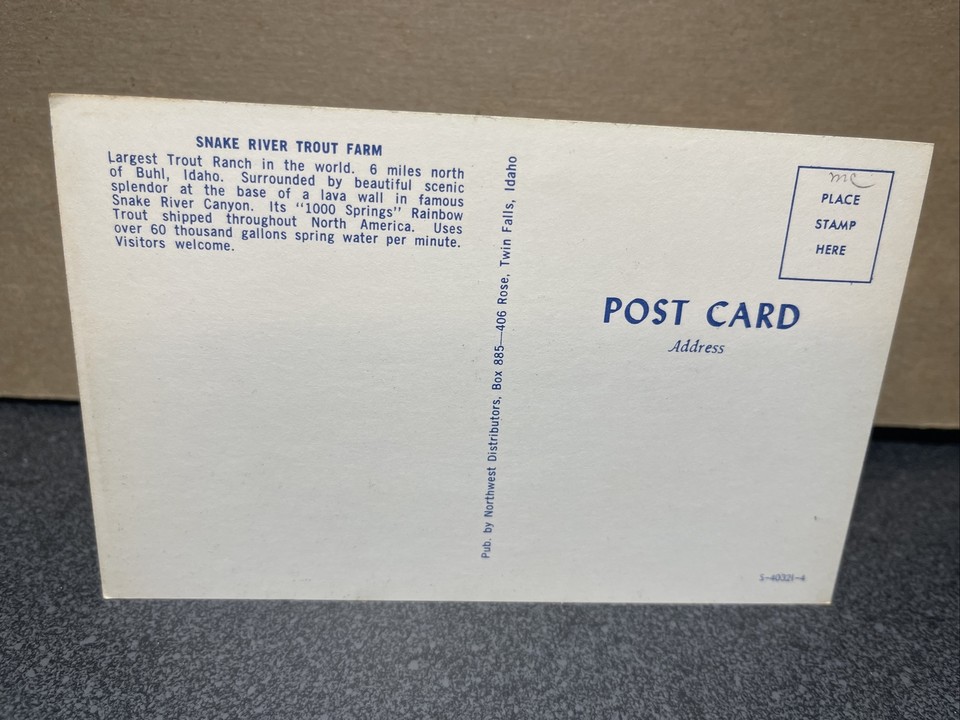 SNAKE RIVER TROUT FARM
Largest Trout Ranch in the world. 6 miles north
of Buhl, Idaho. Surrounded by beautiful scenic
splendor at the base of a lava wall in famous
Snake River Canyon. Its "1000 Springs" Rainbow
Trout shipped throughout North America. Uses
over 60 thousand gallons spring water per minute.
Visitors welcome.
Pub. by Northwest Distributors, Box 885—406 Rose, Twin Falls, Idaho
mc
PLACE
STAMP
HERE
POST CARD
Address
S-40321-4